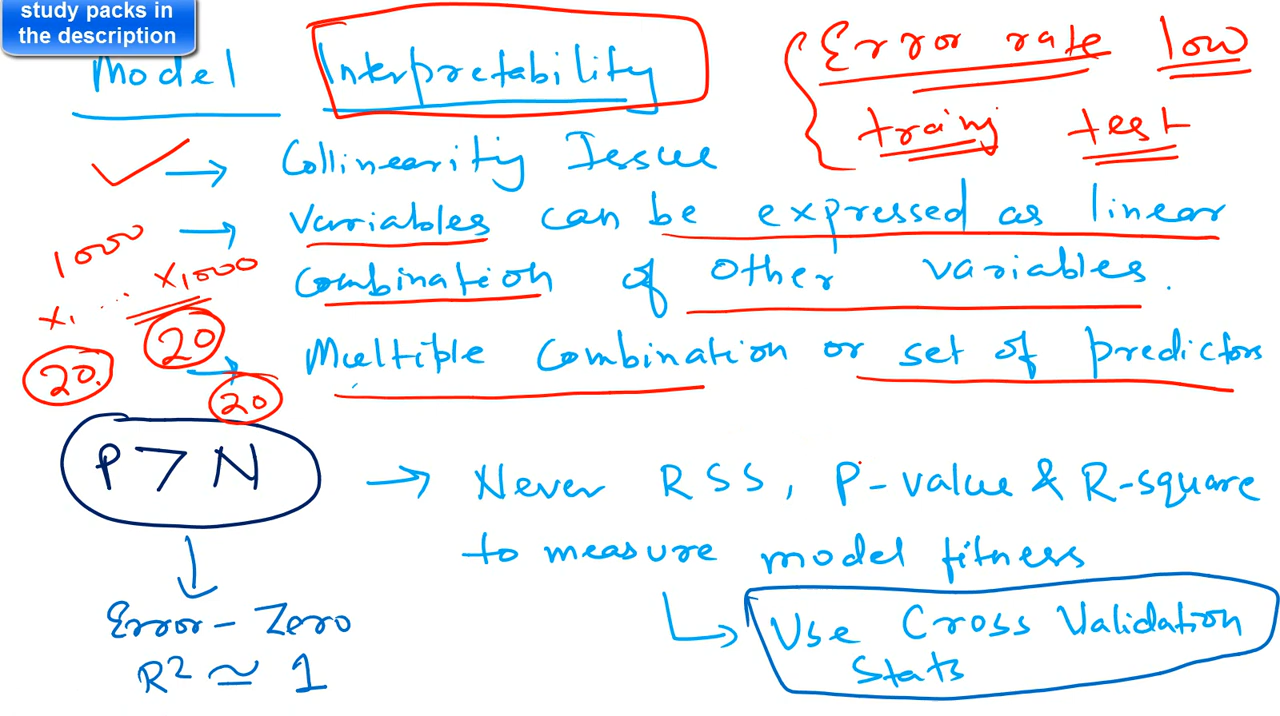 study packs in
the description
Model Interpretability
Error rate low
training test
→ Collinearitiy Issue
1000 → Variables can be expressed as linear
X1 ... X1000 combination of other variables.
20. 20 20
→ Multiple Combination or set of predictors
P > N → Never RSS, P-value & R-square
to measure model fitness
Error - Zero
R² ≃ 1
Use Cross Validation
Stats